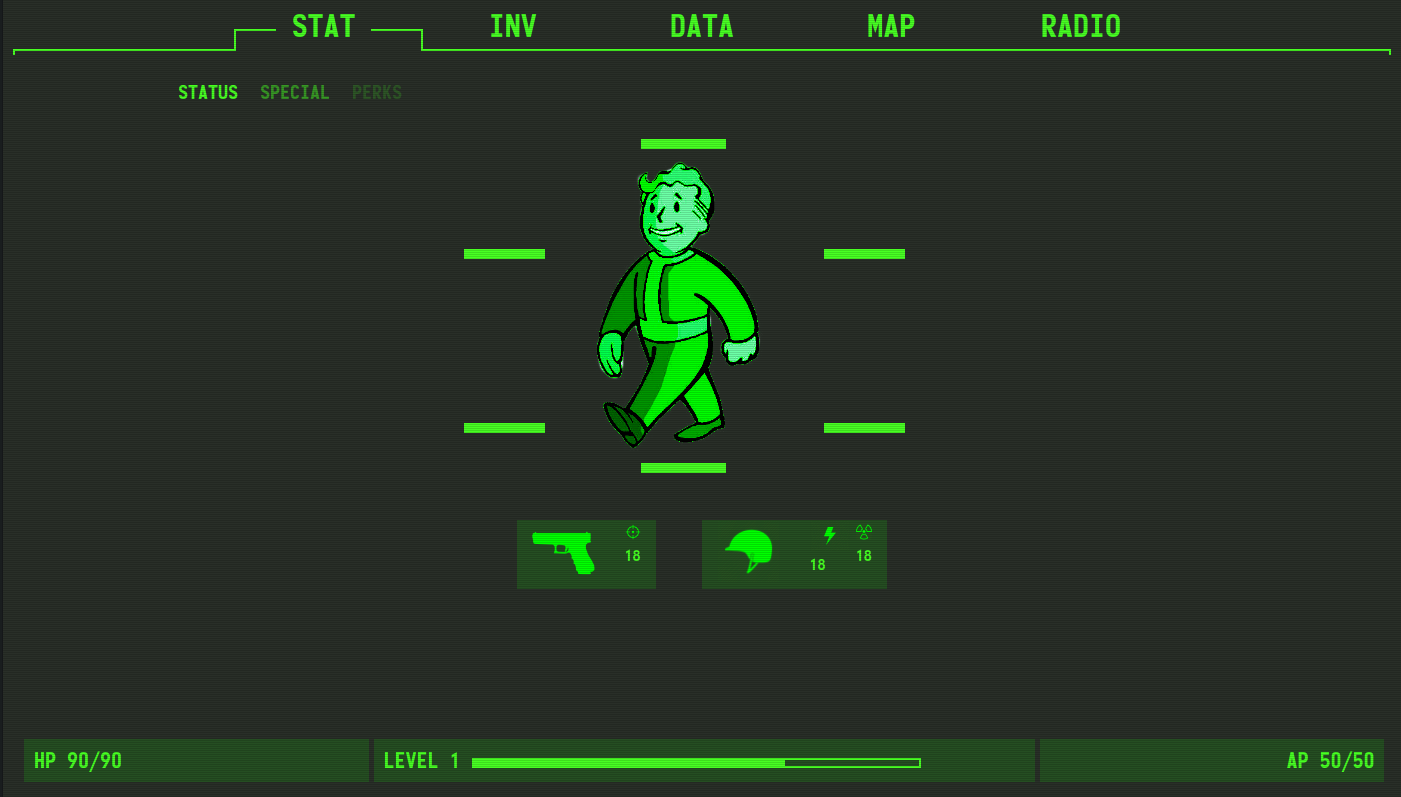 STAT INV DATA MAP RADIO
STATUS SPECIAL PERKS
18 18 18
HP 90/90 LEVEL 1 AP 50/50